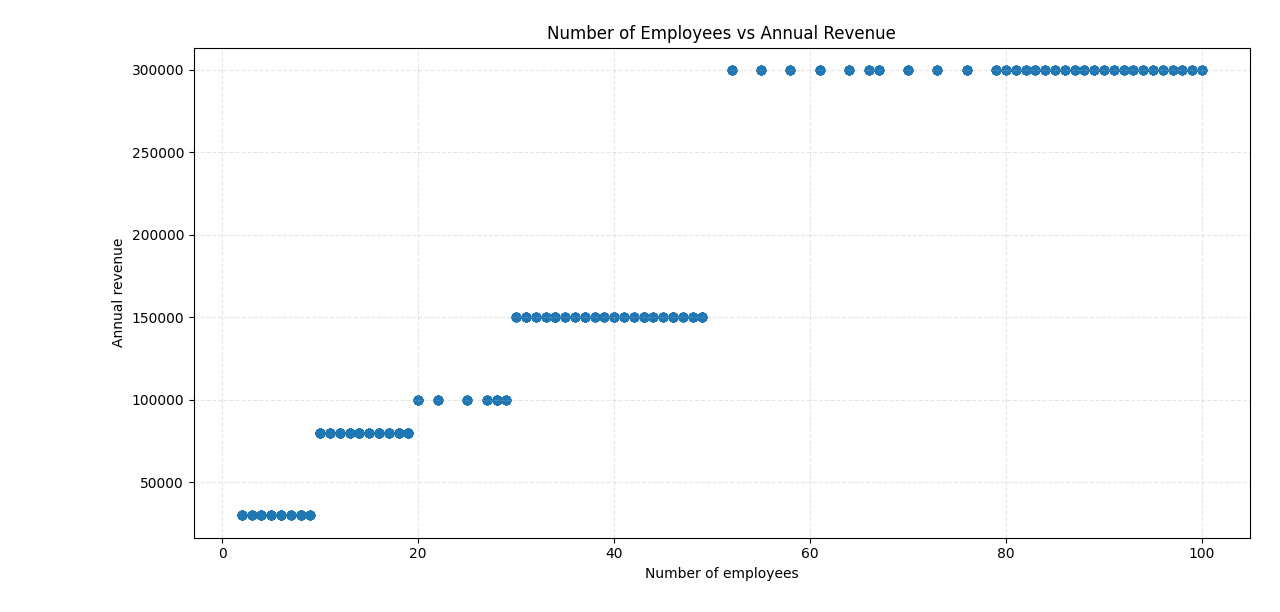 Number of Employees vs Annual Revenue
300000
250000
200000
150000
100000
50000
Annual revenue
0 20 40 60 80 100
Number of employees